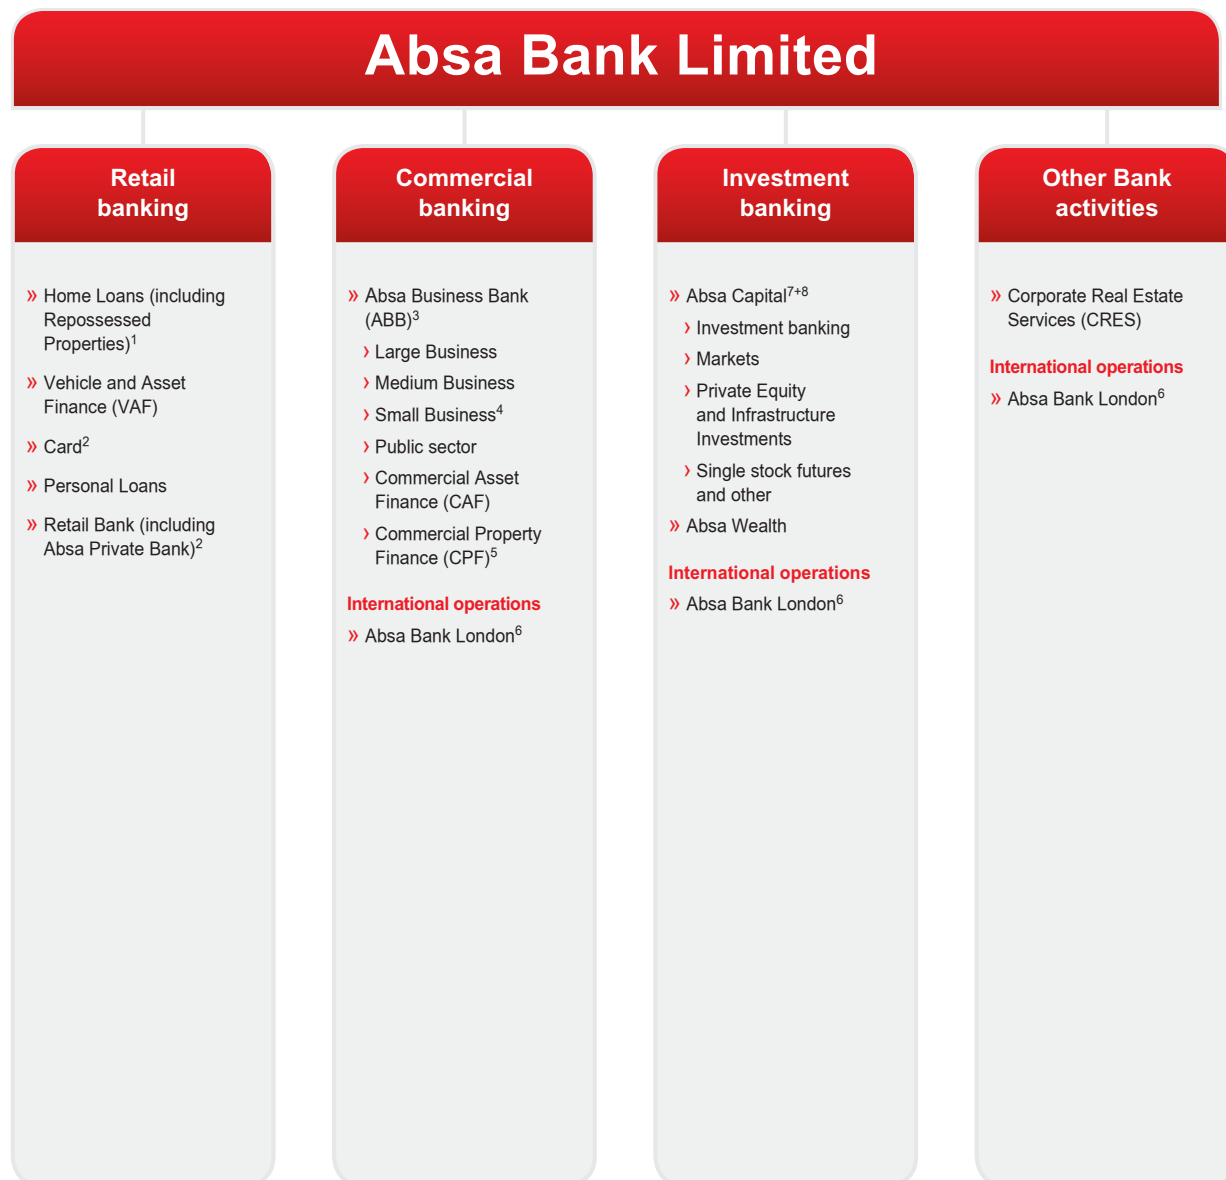 Absa Bank Limited
Retail
banking
» Home Loans (including
Repossessed
Properties)1
» Vehicle and Asset
Finance (VAF)
» Card2
» Personal Loans
» Retail Bank (including
Absa Private Bank)2
Commercial
banking
» Absa Business Bank
(ABB)3
› Large Business
› Medium Business
› Small Business4
› Public sector
› Commercial Asset
Finance (CAF)
› Commercial Property
Finance (CPF)5
International operations
» Absa Bank London6
Investment
banking
» Absa Capital7+8
› Investment banking
› Markets
› Private Equity
and Infrastructure
Investments
› Single stock futures
and other
» Absa Wealth
International operations
» Absa Bank London6
Other Bank
activities
» Corporate Real Estate
Services (CRES)
International operations
» Absa Bank London6